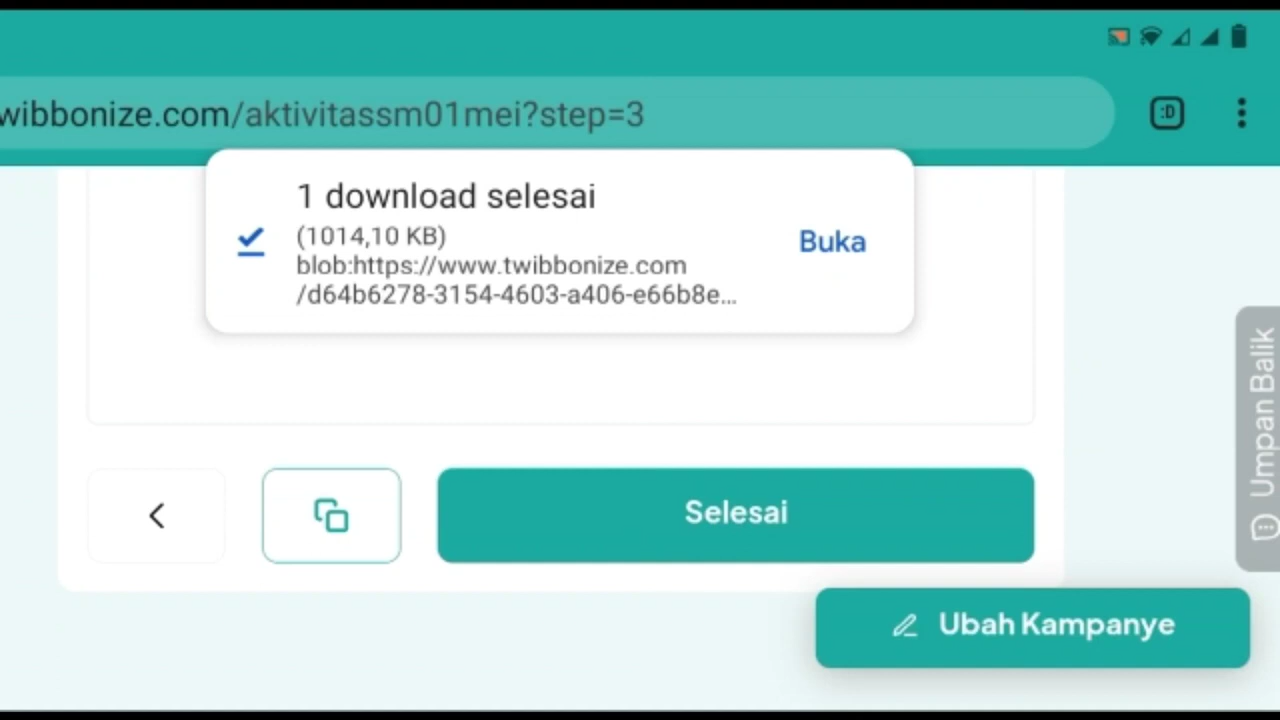 wibbonize.com/aktivitassm01mei?step=3
:D
1 download selesai
(1014,10 KB)
blob:https://www.twibbonize.com
/d64b6278-3154-4603-a406-e66b8e...
Buka
Umpan Balik
Selesai
Ubah Kampanye